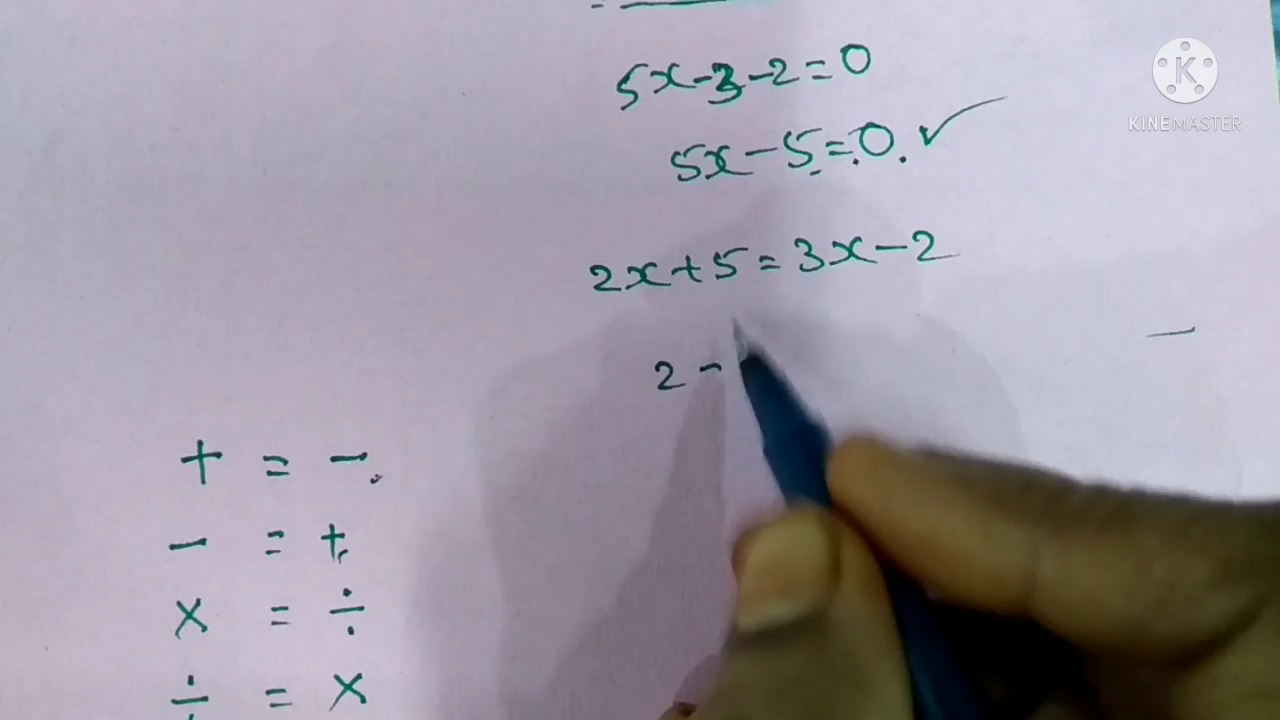 5x-3-2=0
5x-5=0.✓
2x+5=3x-2
2-
+ = -.
- = +
× = ÷
÷ = ×
KINEMASTER